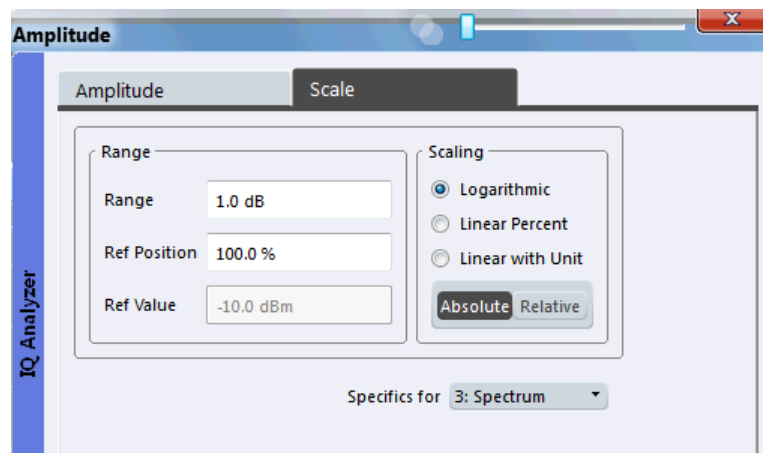 Amplitude
x
Amplitude
Scale
Range
Range
1.0 dB
Ref Position
100.0 %
Ref Value
-10.0 dBm
Scaling
Logarithmic
Linear Percent
Linear with Unit
Absolute Relative
IQ Analyzer
Specifics for 3: Spectrum